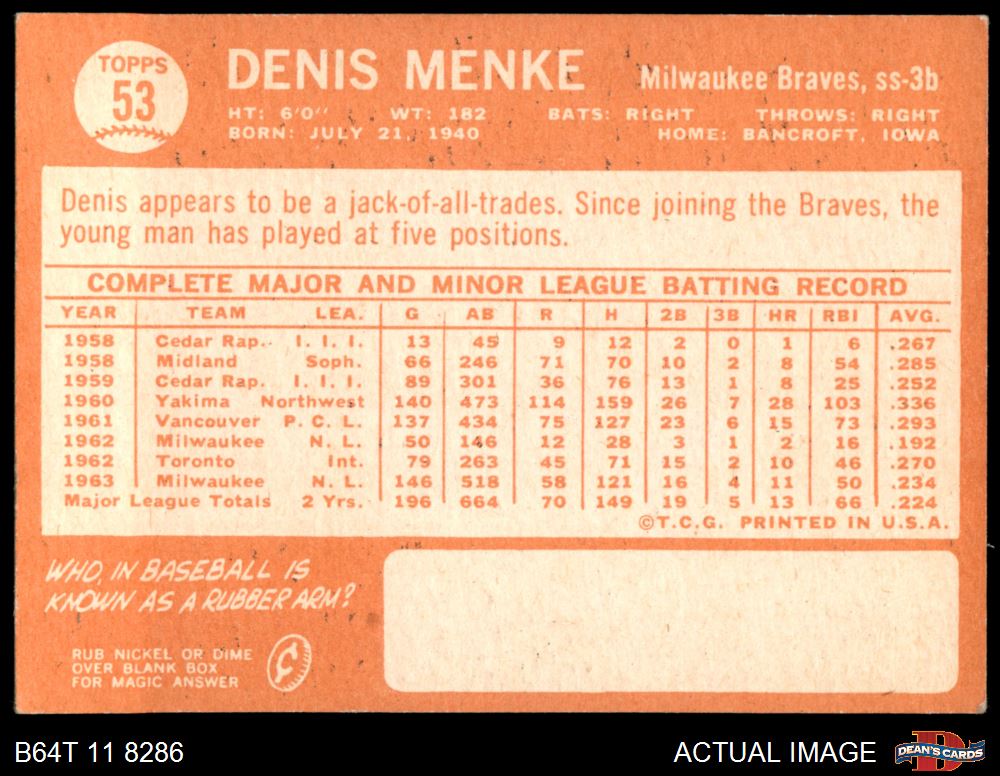 TOPPS
53
DENIS MENKE
Milwaukee Braves, ss-3b
HT: 6'0" WT: 182 BATS: RIGHT THROWS: RIGHT
BORN: JULY 21, 1940 HOME: BANCROFT, IOWA
Denis appears to be a jack-of-all-trades. Since joining the Braves, the
young man has played at five positions.
COMPLETE MAJOR AND MINOR LEAGUE BATTING RECORD
YEAR TEAM LEA. G AB R H 2B 3B HR RBI AVG.
1958 Cedar Rap. I. I. I. 13 45 9 12 2 0 1 6 .267
1958 Midland Soph. 66 246 71 70 10 2 8 54 .285
1959 Cedar Rap. I. I. I. 89 301 36 76 13 1 8 25 .252
1960 Yakima Northwest 140 473 114 159 26 7 28 103 .336
1961 Vancouver P. C. L. 137 434 75 127 23 6 15 73 .293
1962 Milwaukee N. L. 50 146 12 28 3 1 2 16 .192
1962 Toronto Int. 79 263 45 71 15 2 10 46 .270
1963 Milwaukee N. L. 146 518 58 121 16 4 11 50 .234
Major League Totals 2 Yrs. 196 664 70 149 19 5 13 66 .224
©T.C.G. PRINTED IN U.S.A.
WHO, IN BASEBALL IS
KNOWN AS A RUBBER ARM?
RUB NICKEL OR DIME
OVER BLANK BOX
FOR MAGIC ANSWER
¢
B64T 11 8286
ACTUAL IMAGE
DEAN'S CARDS